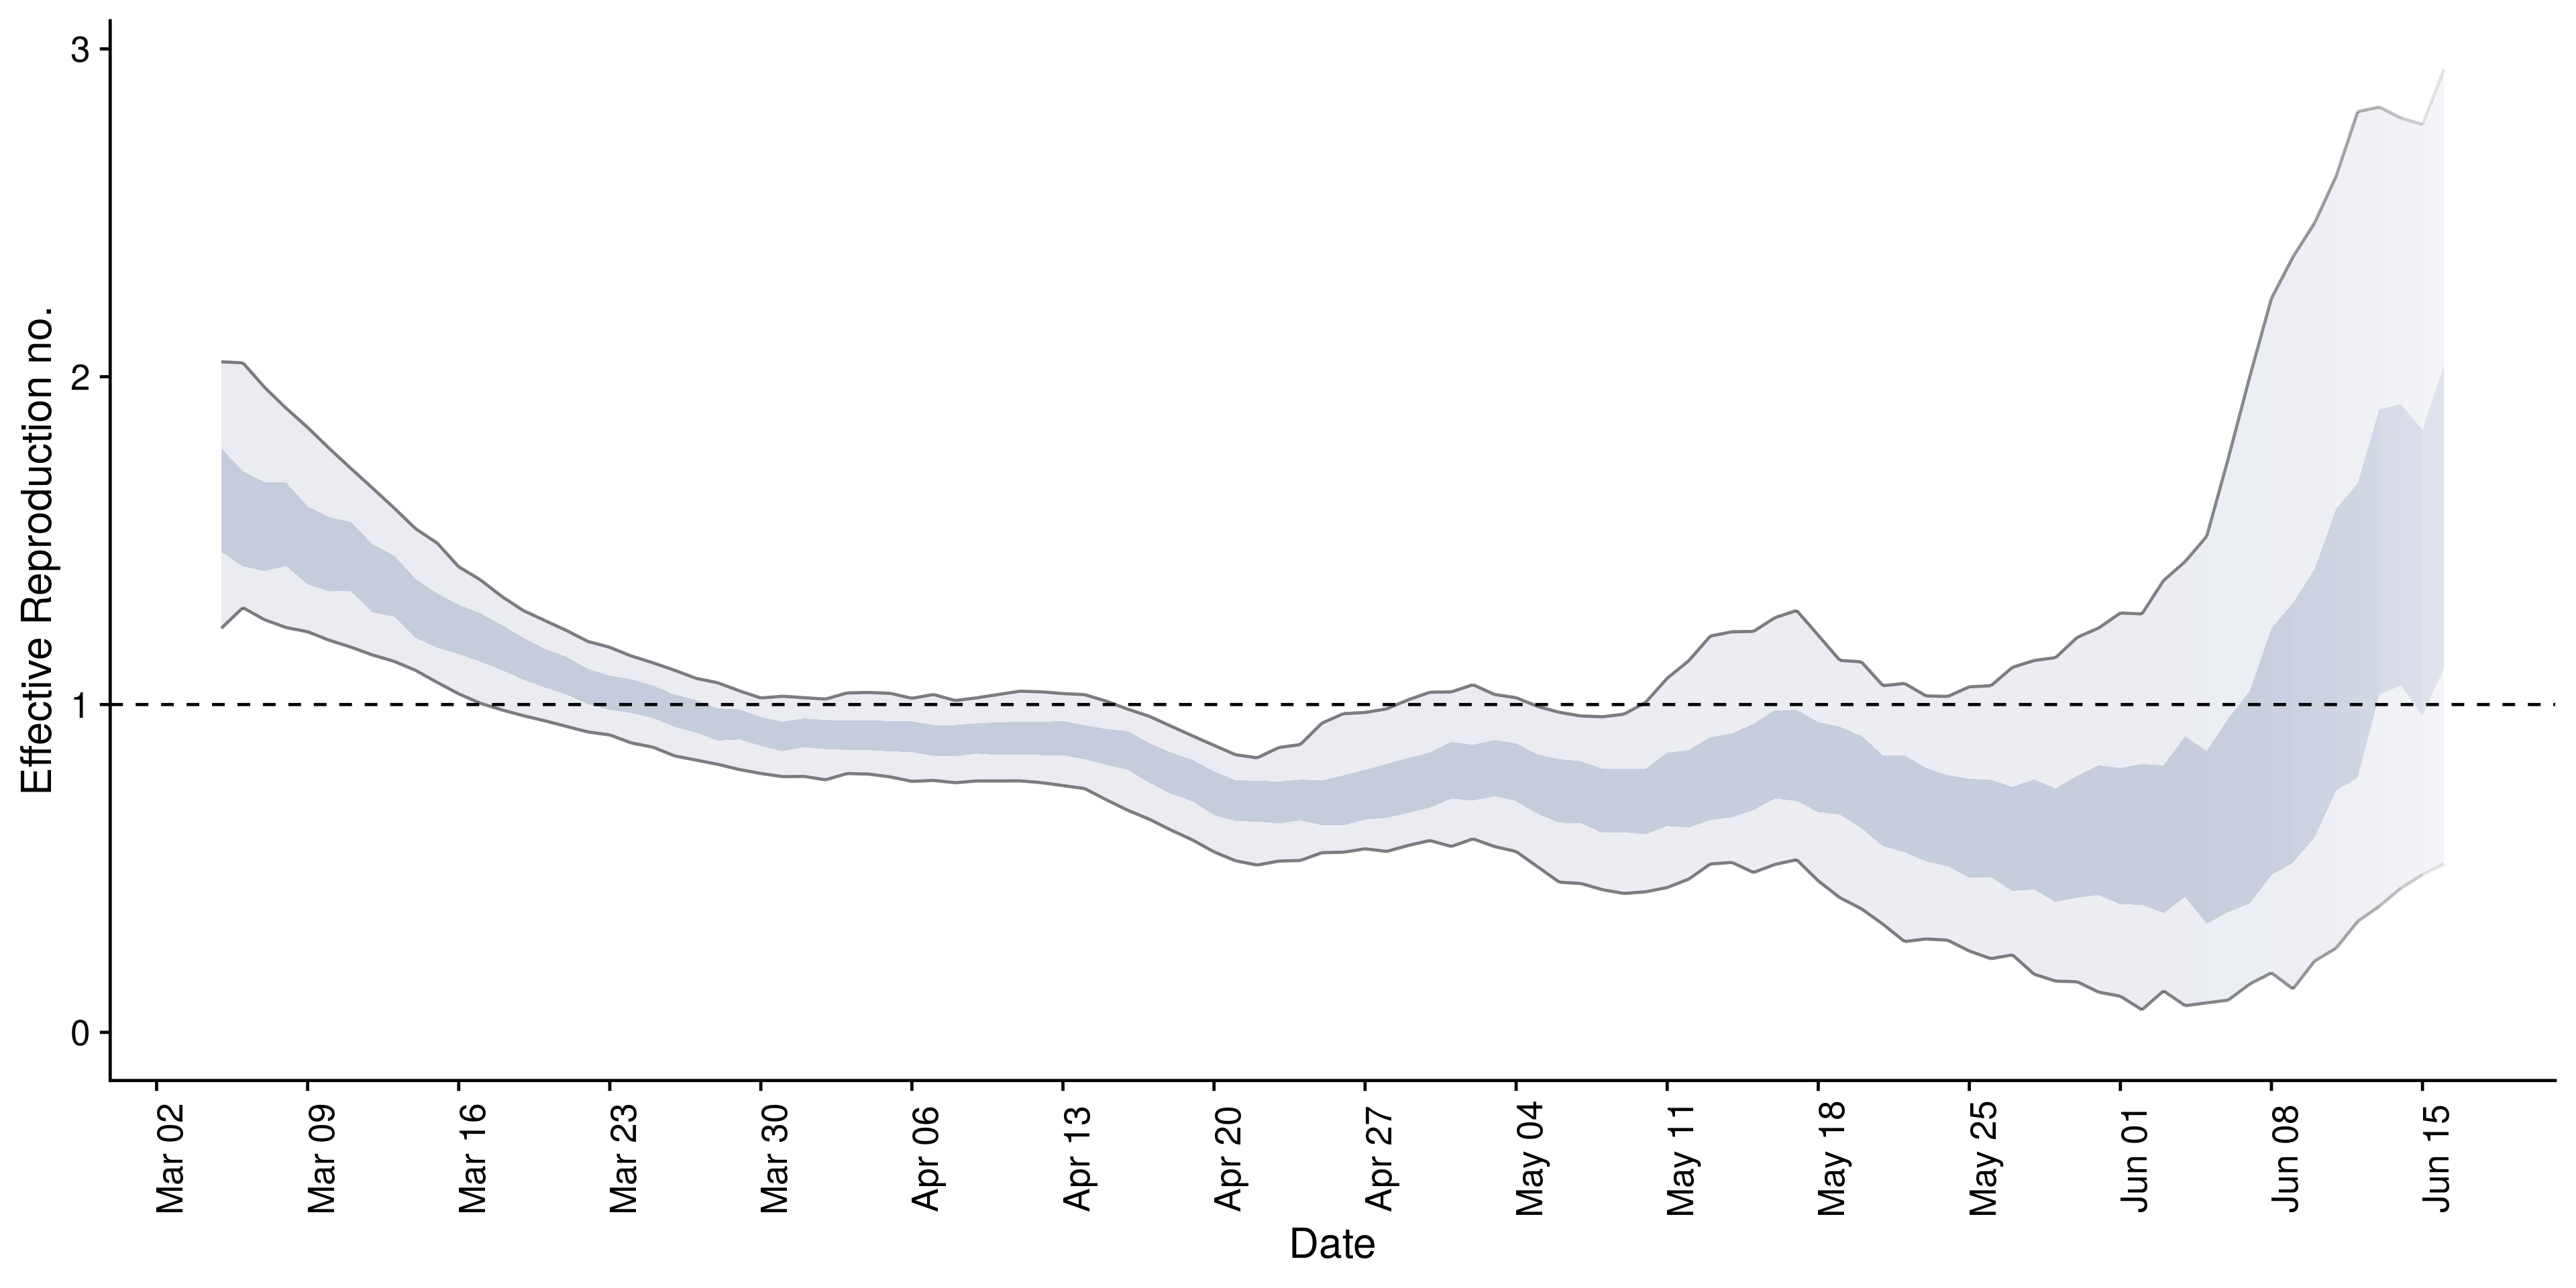 Effective Reproduction no.
3
2
1
0
Mar 02
Mar 09
Mar 16
Mar 23
Mar 30
Apr 06
Apr 13
Apr 20
Apr 27
May 04
May 11
May 18
May 25
Jun 01
Jun 08
Jun 15
Date